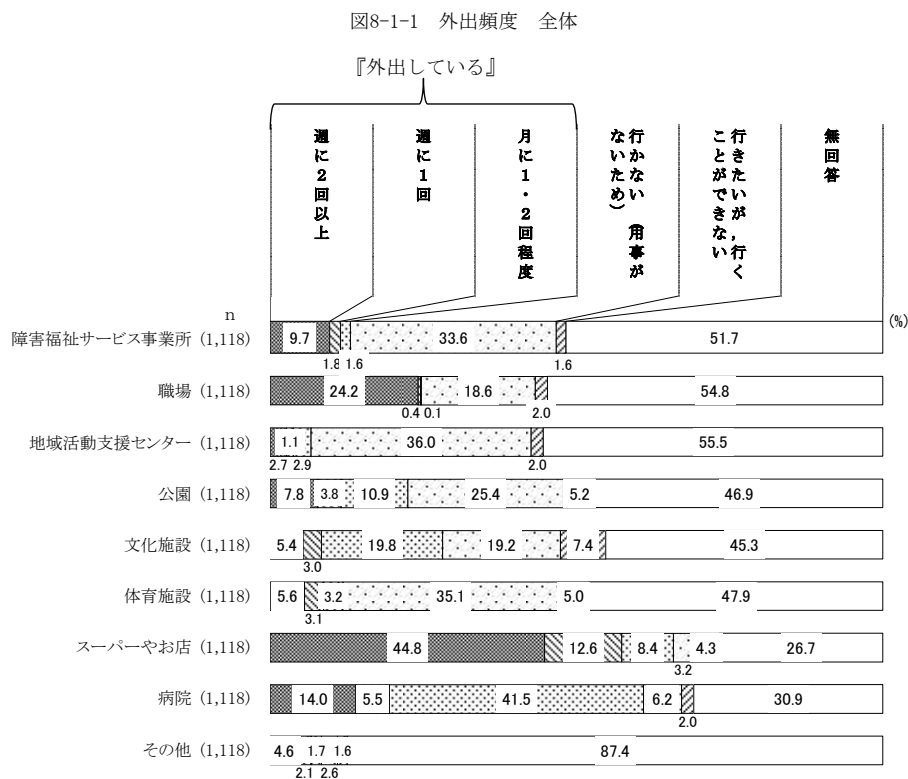 図8-1-1 外出頻度 全体
『外出している』
週に2回以上
週に1回
月に1・2回程度
行かない（用事が
ないため）
行きたいが，行く
ことができない
無回答
n
(%)
障害福祉サービス事業所 (1,118) 9.7 33.6 51.7
1.8 1.6 1.6
職場 (1,118) 24.2 18.6 54.8
0.4 0.1 2.0
地域活動支援センター (1,118) 1.1 36.0 55.5
2.7 2.9 2.0
公園 (1,118) 7.8 3.8 10.9 25.4 5.2 46.9
文化施設 (1,118) 5.4 19.8 19.2 7.4 45.3
3.0
体育施設 (1,118) 5.6 3.2 35.1 5.0 47.9
3.1
スーパーやお店 (1,118) 44.8 12.6 8.4 4.3 26.7
3.2
病院 (1,118) 14.0 5.5 41.5 6.2 30.9
2.0
その他 (1,118) 4.6 1.7 1.6 87.4
2.1 2.6